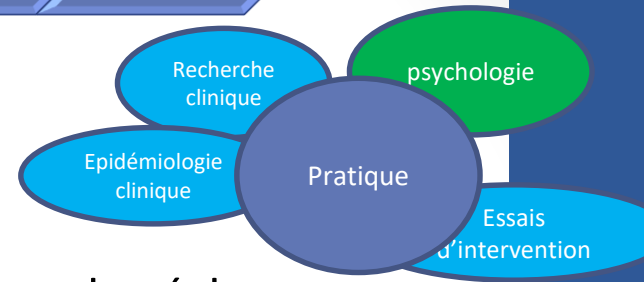 Recherche
clinique
psychologie
Epidémiologie
clinique
Pratique
Essais
d'intervention